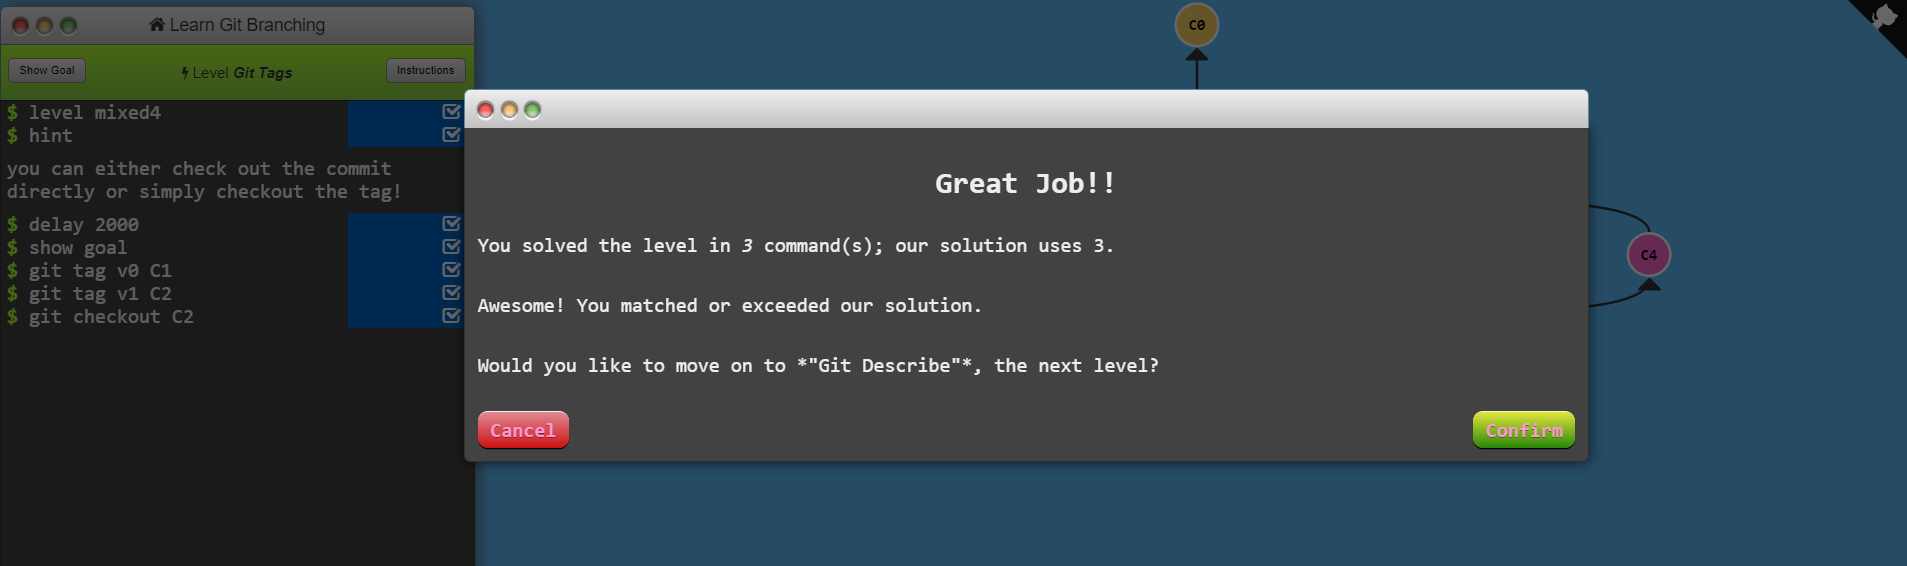 Learn Git Branching
Show Goal
Level Git Tags
Instructions
$ level mixed4
$ hint
you can either check out the commit
directly or simply checkout the tag!
$ delay 2000
$ show goal
$ git tag v0 C1
$ git tag v1 C2
$ git checkout C2
C0
Great Job!!
You solved the level in 3 command(s); our solution uses 3.
Awesome! You matched or exceeded our solution.
Would you like to move on to *"Git Describe"*, the next level?
Cancel
Confirm
C4